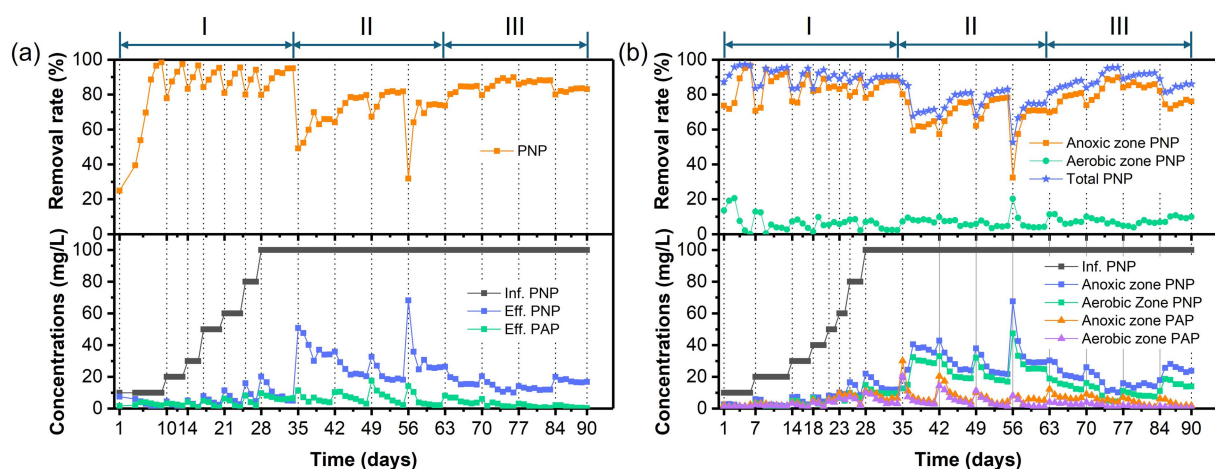 (a)
I II III
Removal rate (%)
100
80
60
40
20
0
PNP
Concentrations (mg/L)
100
80
60
40
20
0
Inf. PNP
Eff. PNP
Eff. PAP
1 10 14 21 28 35 42 49 56 63 70 77 84 90
Time (days)
(b)
I II III
Removal rate (%)
100
80
60
40
20
0
Anoxic zone PNP
Aerobic zone PNP
Total PNP
Concentrations (mg/L)
100
80
60
40
20
0
Inf. PNP
Anoxic zone PNP
Aerobic Zone PNP
Anoxic zone PAP
Aerobic zone PAP
1 7 14 18 23 28 35 42 49 56 63 70 77 84 90
Time (days)